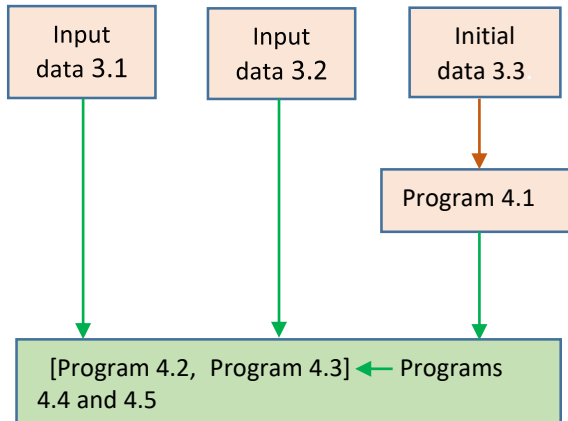 Input
data 3.1
Input
data 3.2
Initial
data 3.3
Program 4.1
[Program 4.2, Program 4.3] Programs
4.4 and 4.5